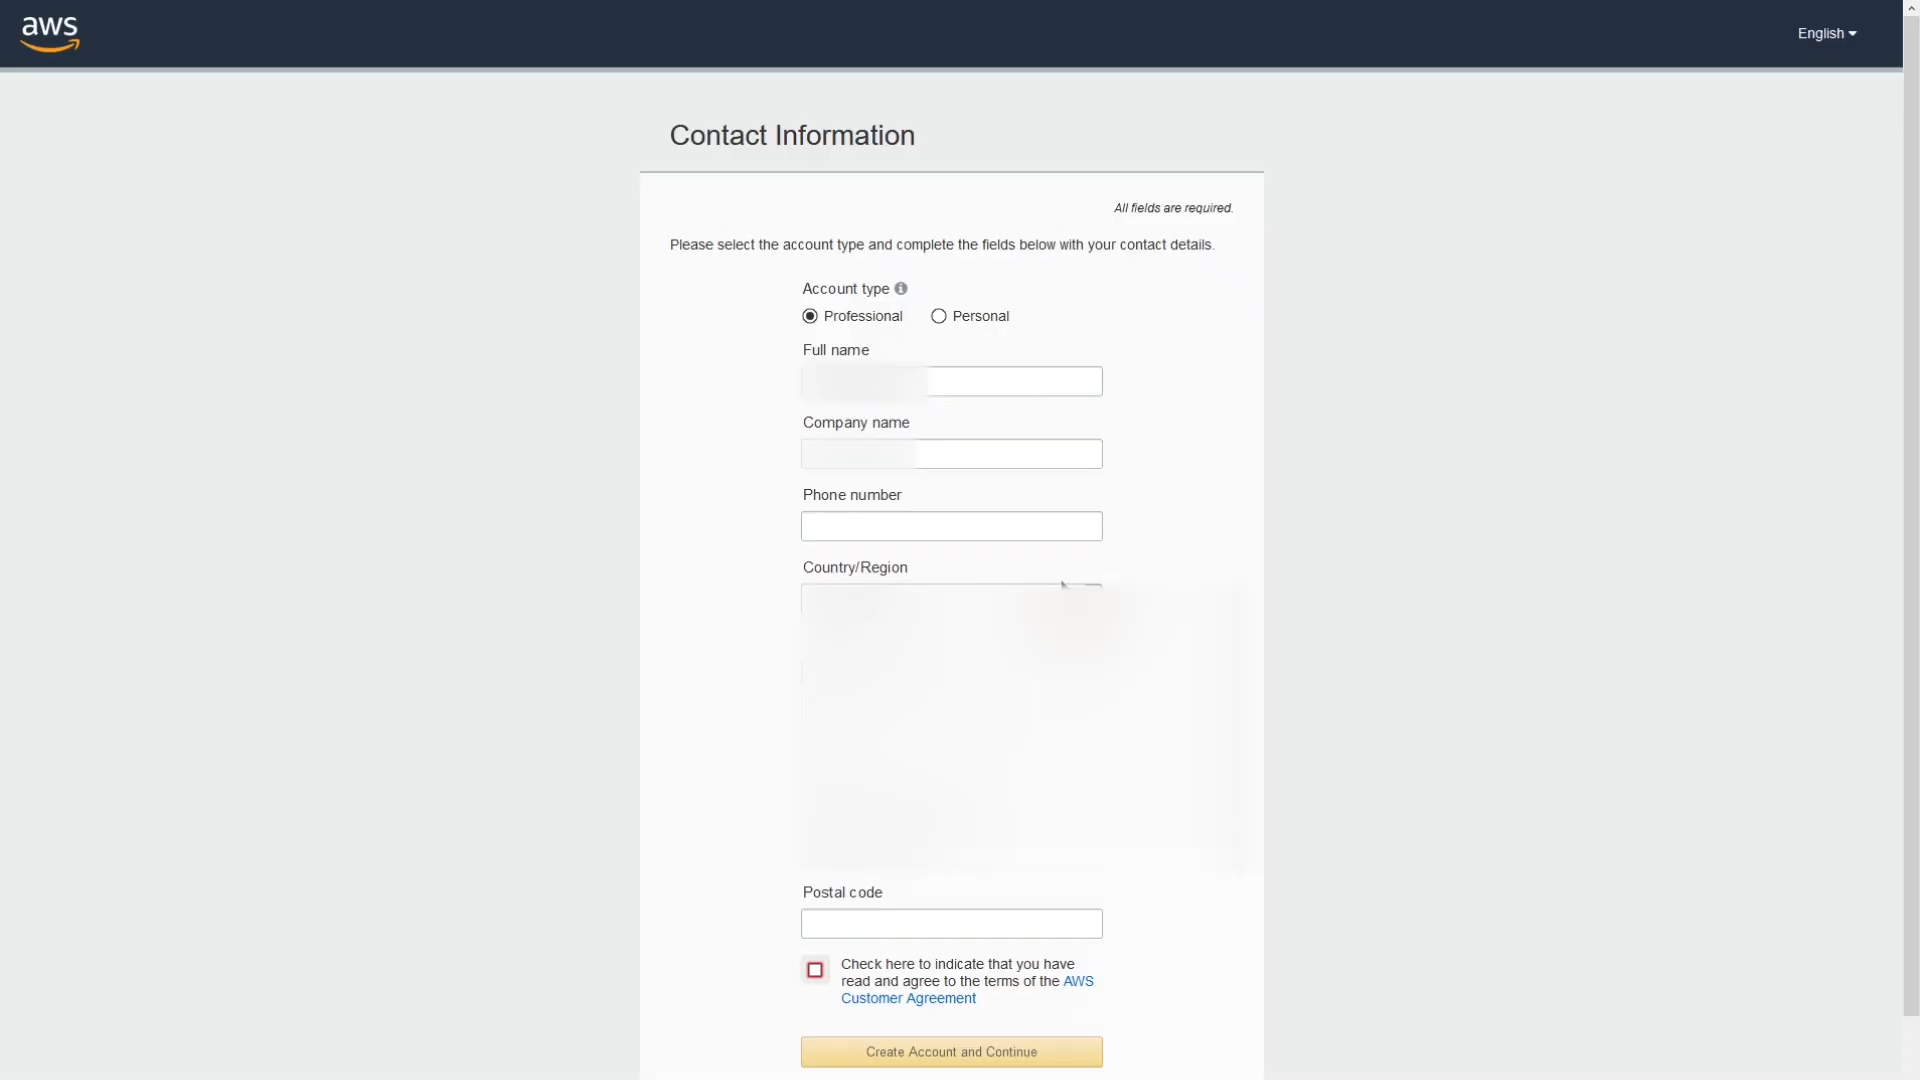 aws
English
Contact Information
All fields are required.
Please select the account type and complete the fields below with your contact details.
Account type
Professional
Personal
Full name
Company name
Phone number
Country/Region
Postal code
Check here to indicate that you have
read and agree to the terms of the AWS
Customer Agreement
Create Account and Continue